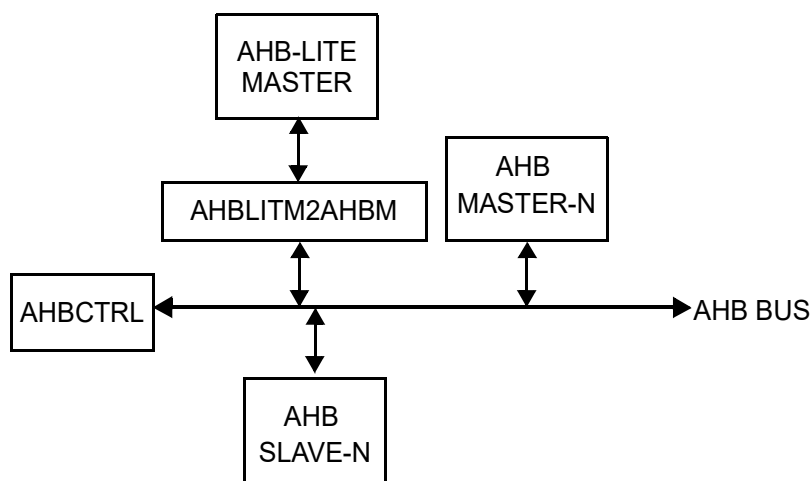 AHB-LITE
MASTER
AHB
MASTER-N
AHBLITM2AHBM
AHBCTRL
AHB BUS
AHB
SLAVE-N